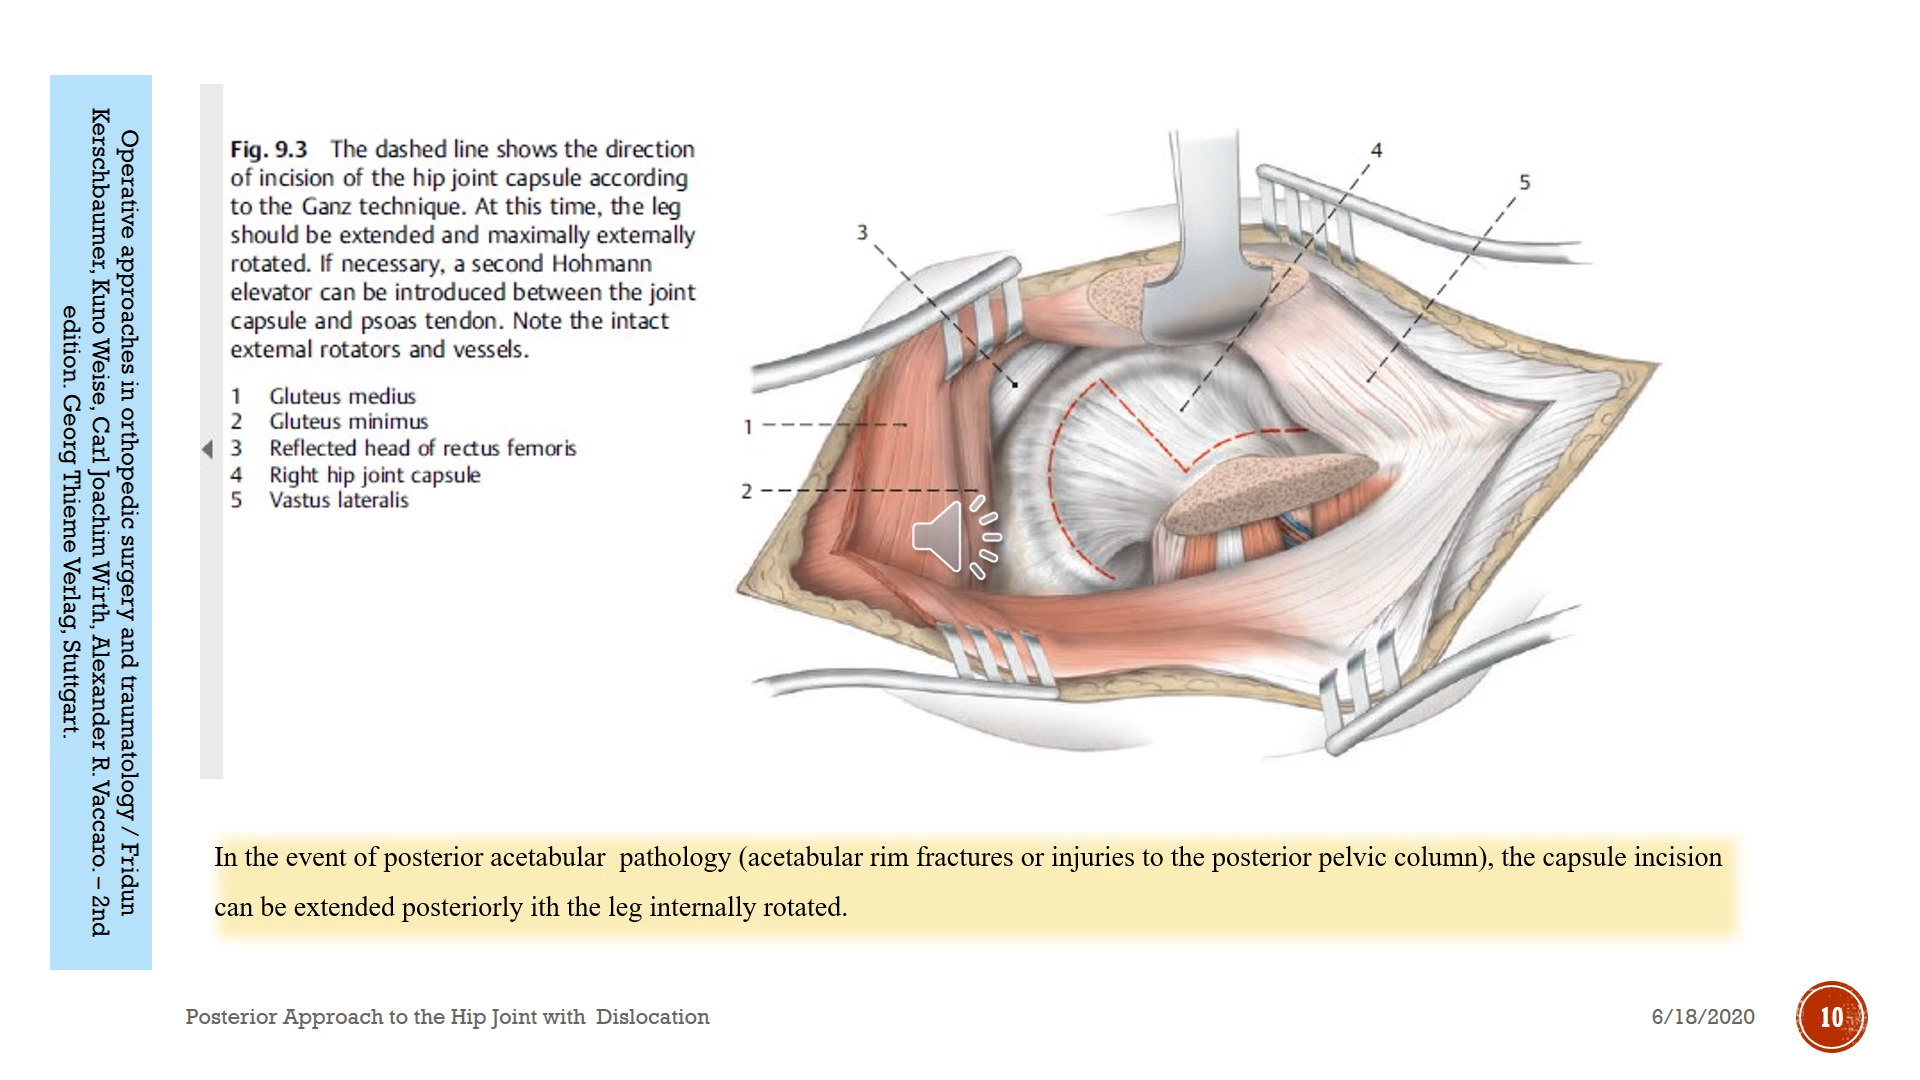 Operative approaches in orthopedic surgery and traumatology / Fridun
Kerschbaumer, Kuno Weise, Carl Joachim Wirth, Alexander R. Vaccaro. – 2nd
edition. Georg Thieme Verlag, Stuttgart.
Fig. 9.3 The dashed line shows the direction
of incision of the hip joint capsule according
to the Ganz technique. At this time, the leg
should be extended and maximally externally
rotated. If necessary, a second Hohmann
elevator can be introduced between the joint
capsule and psoas tendon. Note the intact
external rotators and vessels.
1 Gluteus medius
2 Gluteus minimus
3 Reflected head of rectus femoris
4 Right hip joint capsule
5 Vastus lateralis
4
5
3
1
2
In the event of posterior acetabular pathology (acetabular rim fractures or injuries to the posterior pelvic column), the capsule incision
can be extended posteriorly ith the leg internally rotated.
Posterior Approach to the Hip Joint with Dislocation
6/18/2020
10